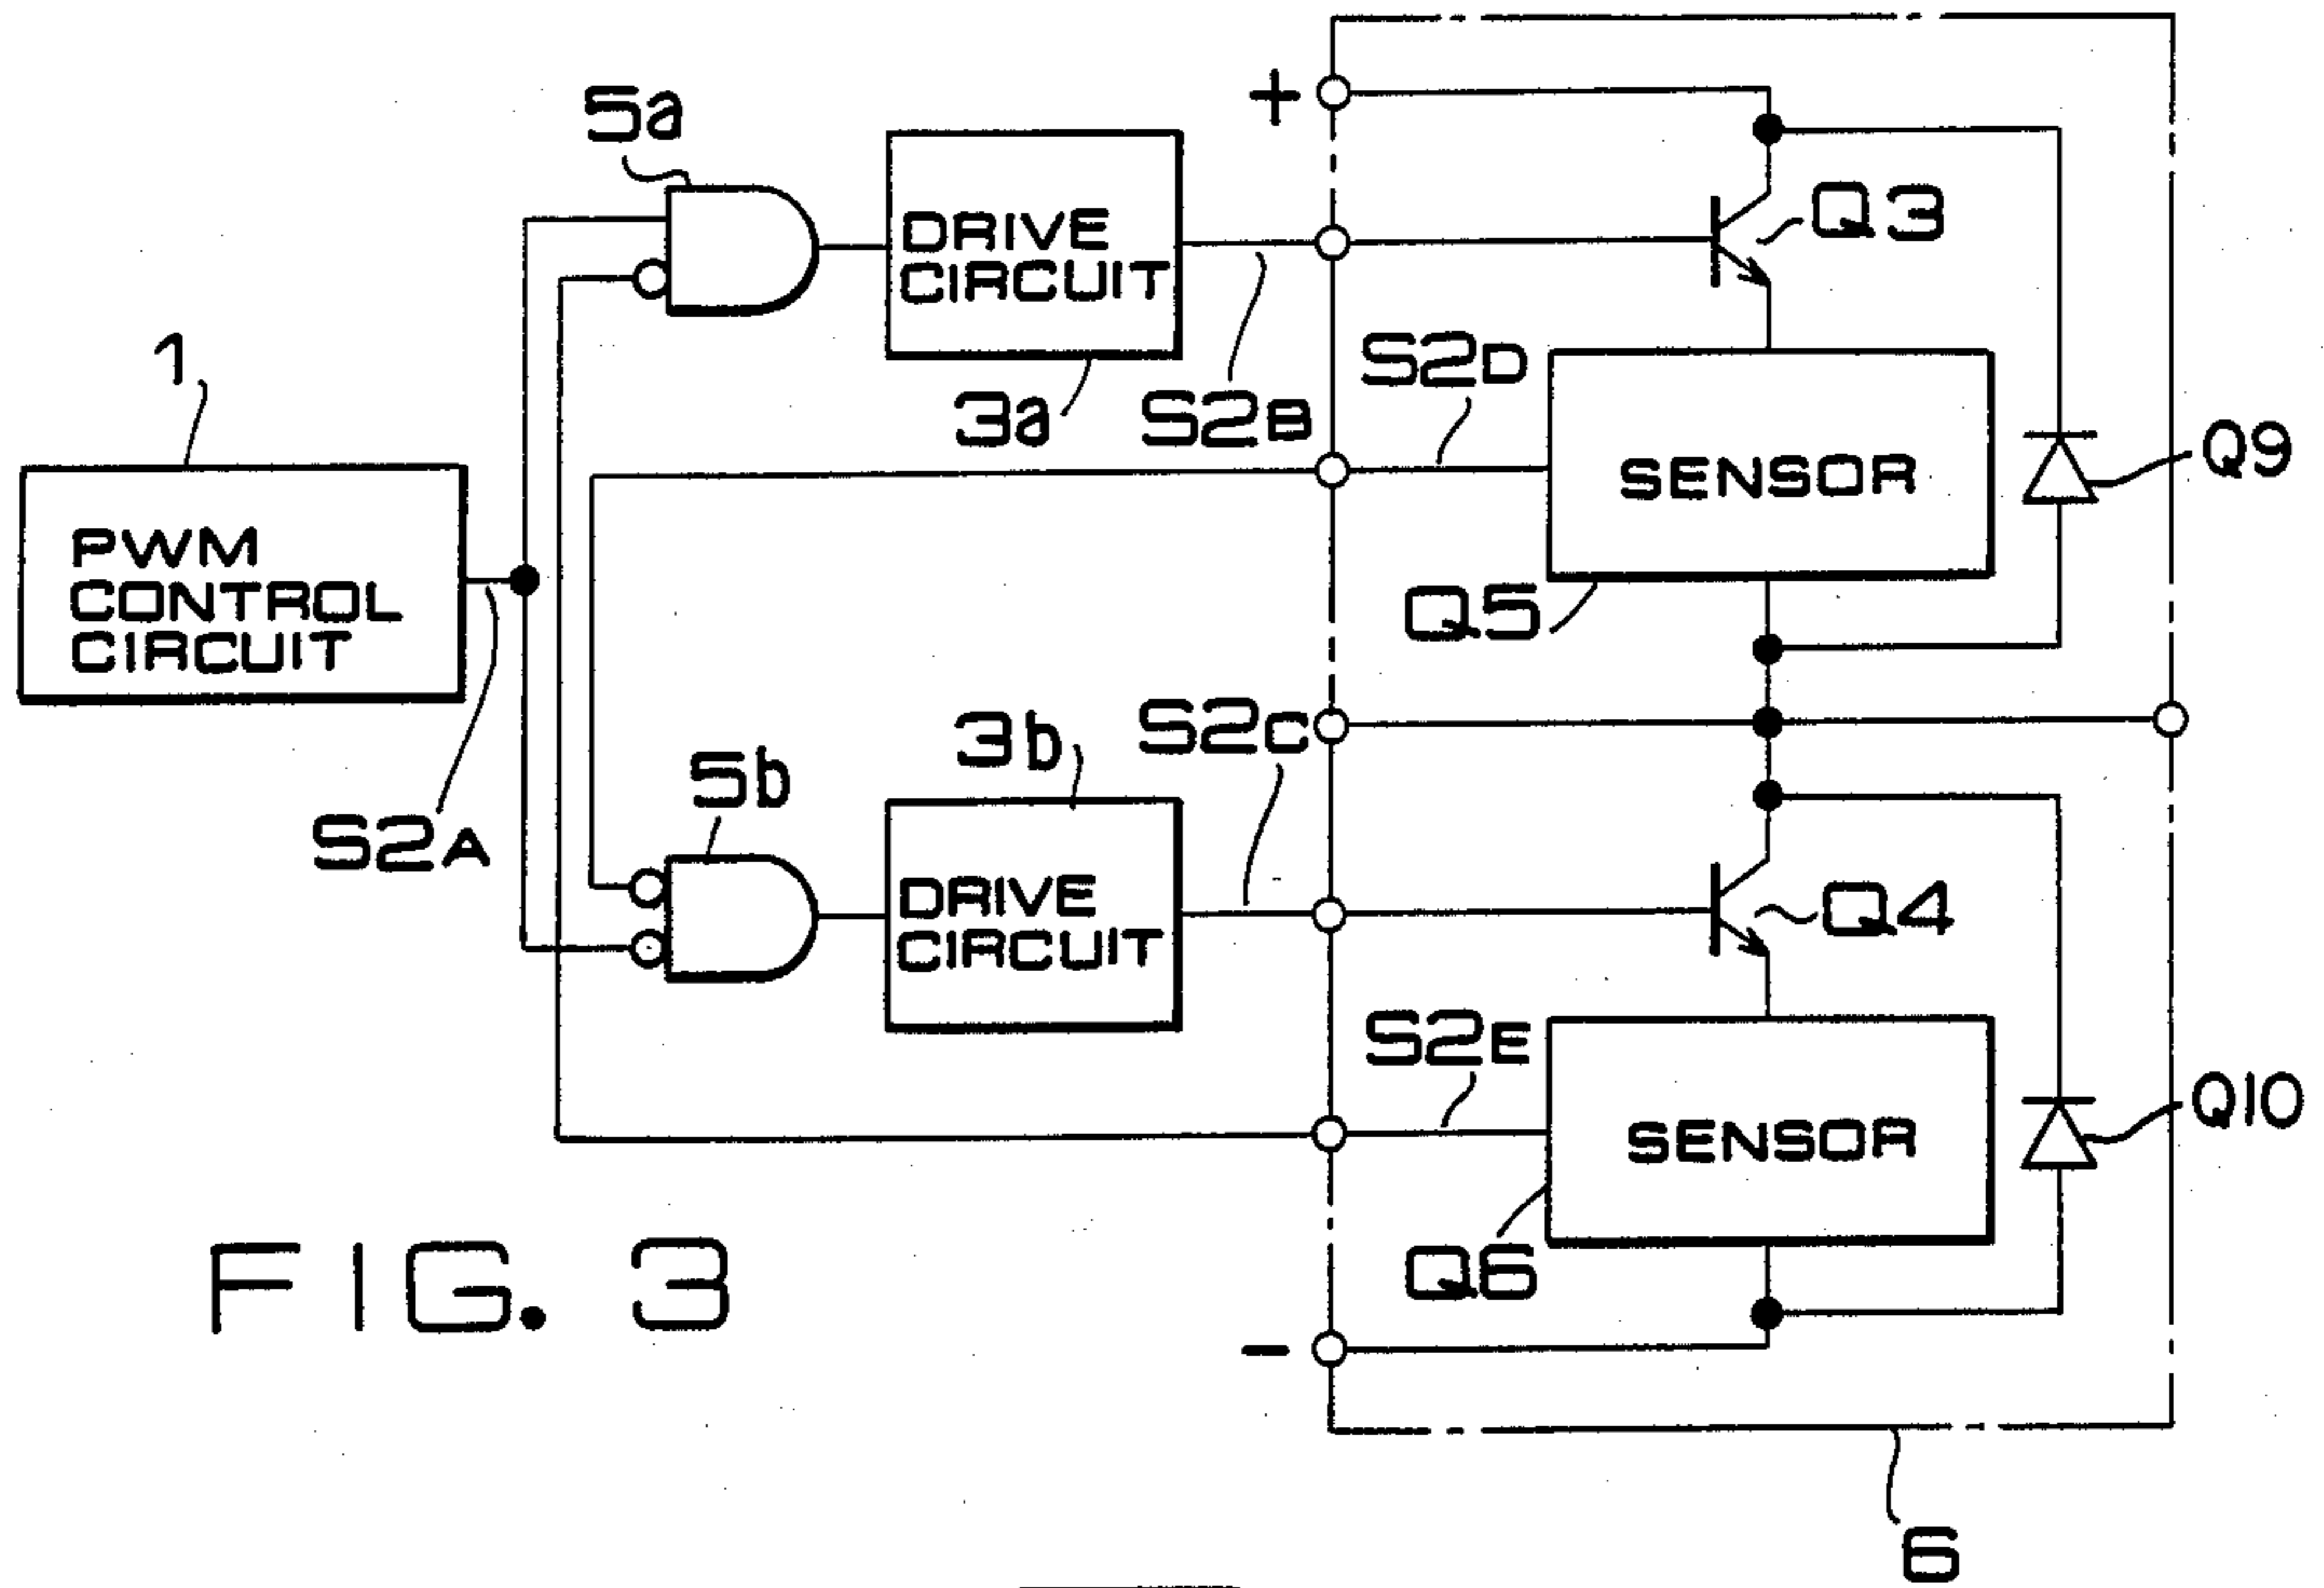 5a
+
DRIVE
CIRCUIT
Q3
1
3a
S2B
S2D
SENSOR
Q9
PWM
CONTROL
CIRCUIT
Q5
S2A
5b
3b
S2C
DRIVE
CIRCUIT
Q4
S2E
SENSOR
Q10
Q6
FIG. 3
-
6